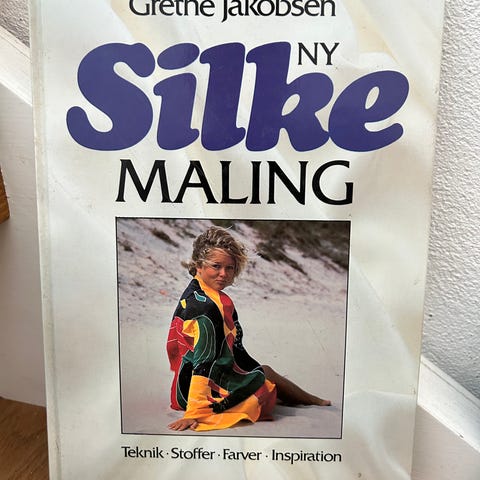 Grethe Jakobsen
NY
Silke
MALING
Teknik · Stoffer · Farver · Inspiration